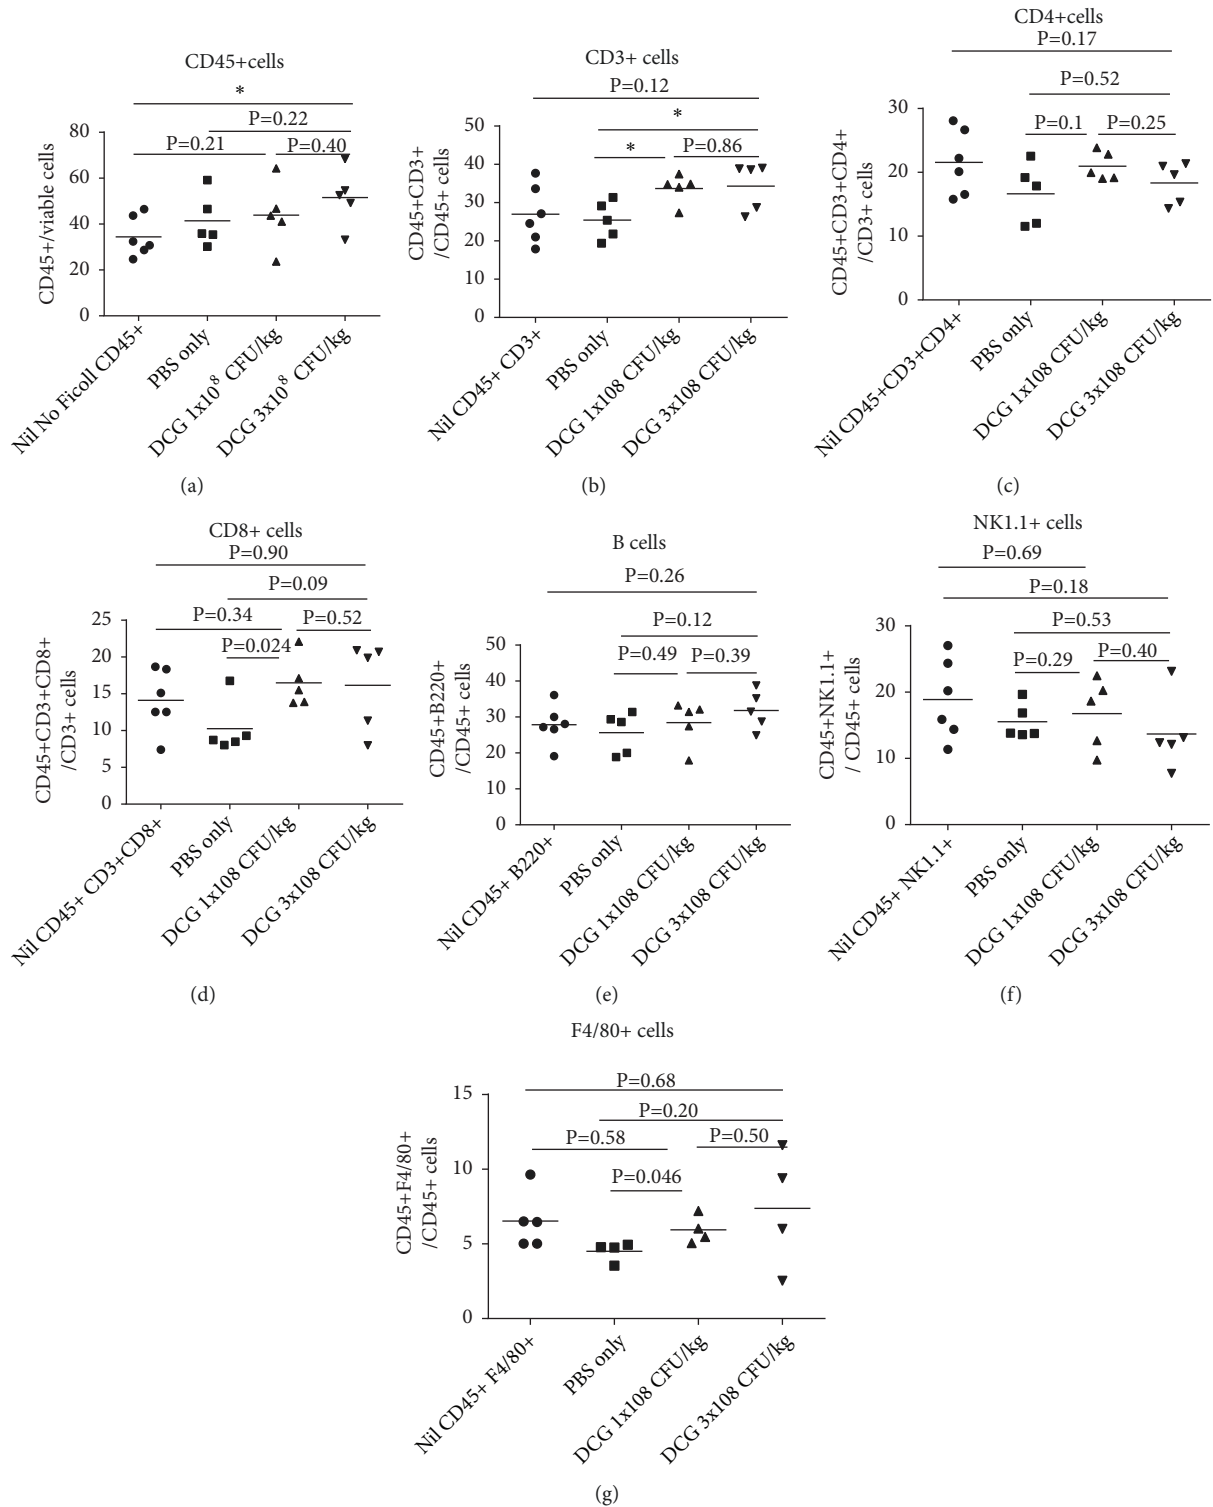 CD45+cells
*
P=0.22
P=0.21
P=0.40
CD45+/viable cells
80
60
40
20
0
Nil No Ficoll CD45+
PBS only
DCG 1x10⁸ CFU/kg
DCG 3x10⁸ CFU/kg
(a)
CD3+ cells
P=0.12
*
*
P=0.86
CD45+CD3+
/CD45+ cells
50
40
30
20
10
0
Nil CD45+ CD3+
PBS only
DCG 1x108 CFU/kg
DCG 3x108 CFU/kg
(b)
CD4+cells
P=0.17
P=0.52
P=0.1
P=0.25
CD45+CD3+CD4+
/CD3+ cells
30
20
10
0
Nil CD45+CD3+CD4+
PBS only
DCG 1x108 CFU/kg
DCG 3x108 CFU/kg
(c)
CD8+ cells
P=0.90
P=0.09
P=0.34
P=0.52
P=0.024
CD45+CD3+CD8+
/CD3+ cells
25
20
15
10
5
0
Nil CD45+ CD3+CD8+
PBS only
DCG 1x108 CFU/kg
DCG 3x108 CFU/kg
(d)
B cells
P=0.26
P=0.12
P=0.49
P=0.39
CD45+B220+
/CD45+ cells
50
40
30
20
10
0
Nil CD45+ B220+
PBS only
DCG 1x108 CFU/kg
DCG 3x108 CFU/kg
(e)
NK1.1+ cells
P=0.69
P=0.18
P=0.53
P=0.40
P=0.29
CD45+NK1.1+
/ CD45+ cells
30
20
10
0
Nil CD45+ NK1.1+
PBS only
DCG 1x108 CFU/kg
DCG 3x108 CFU/kg
(f)
F4/80+ cells
P=0.68
P=0.20
P=0.58
P=0.50
P=0.046
CD45+F4/80+
/CD45+ cells
15
10
5
0
Nil CD45+ F4/80+
PBS only
DCG 1x108 CFU/kg
DCG 3x108 CFU/kg
(g)